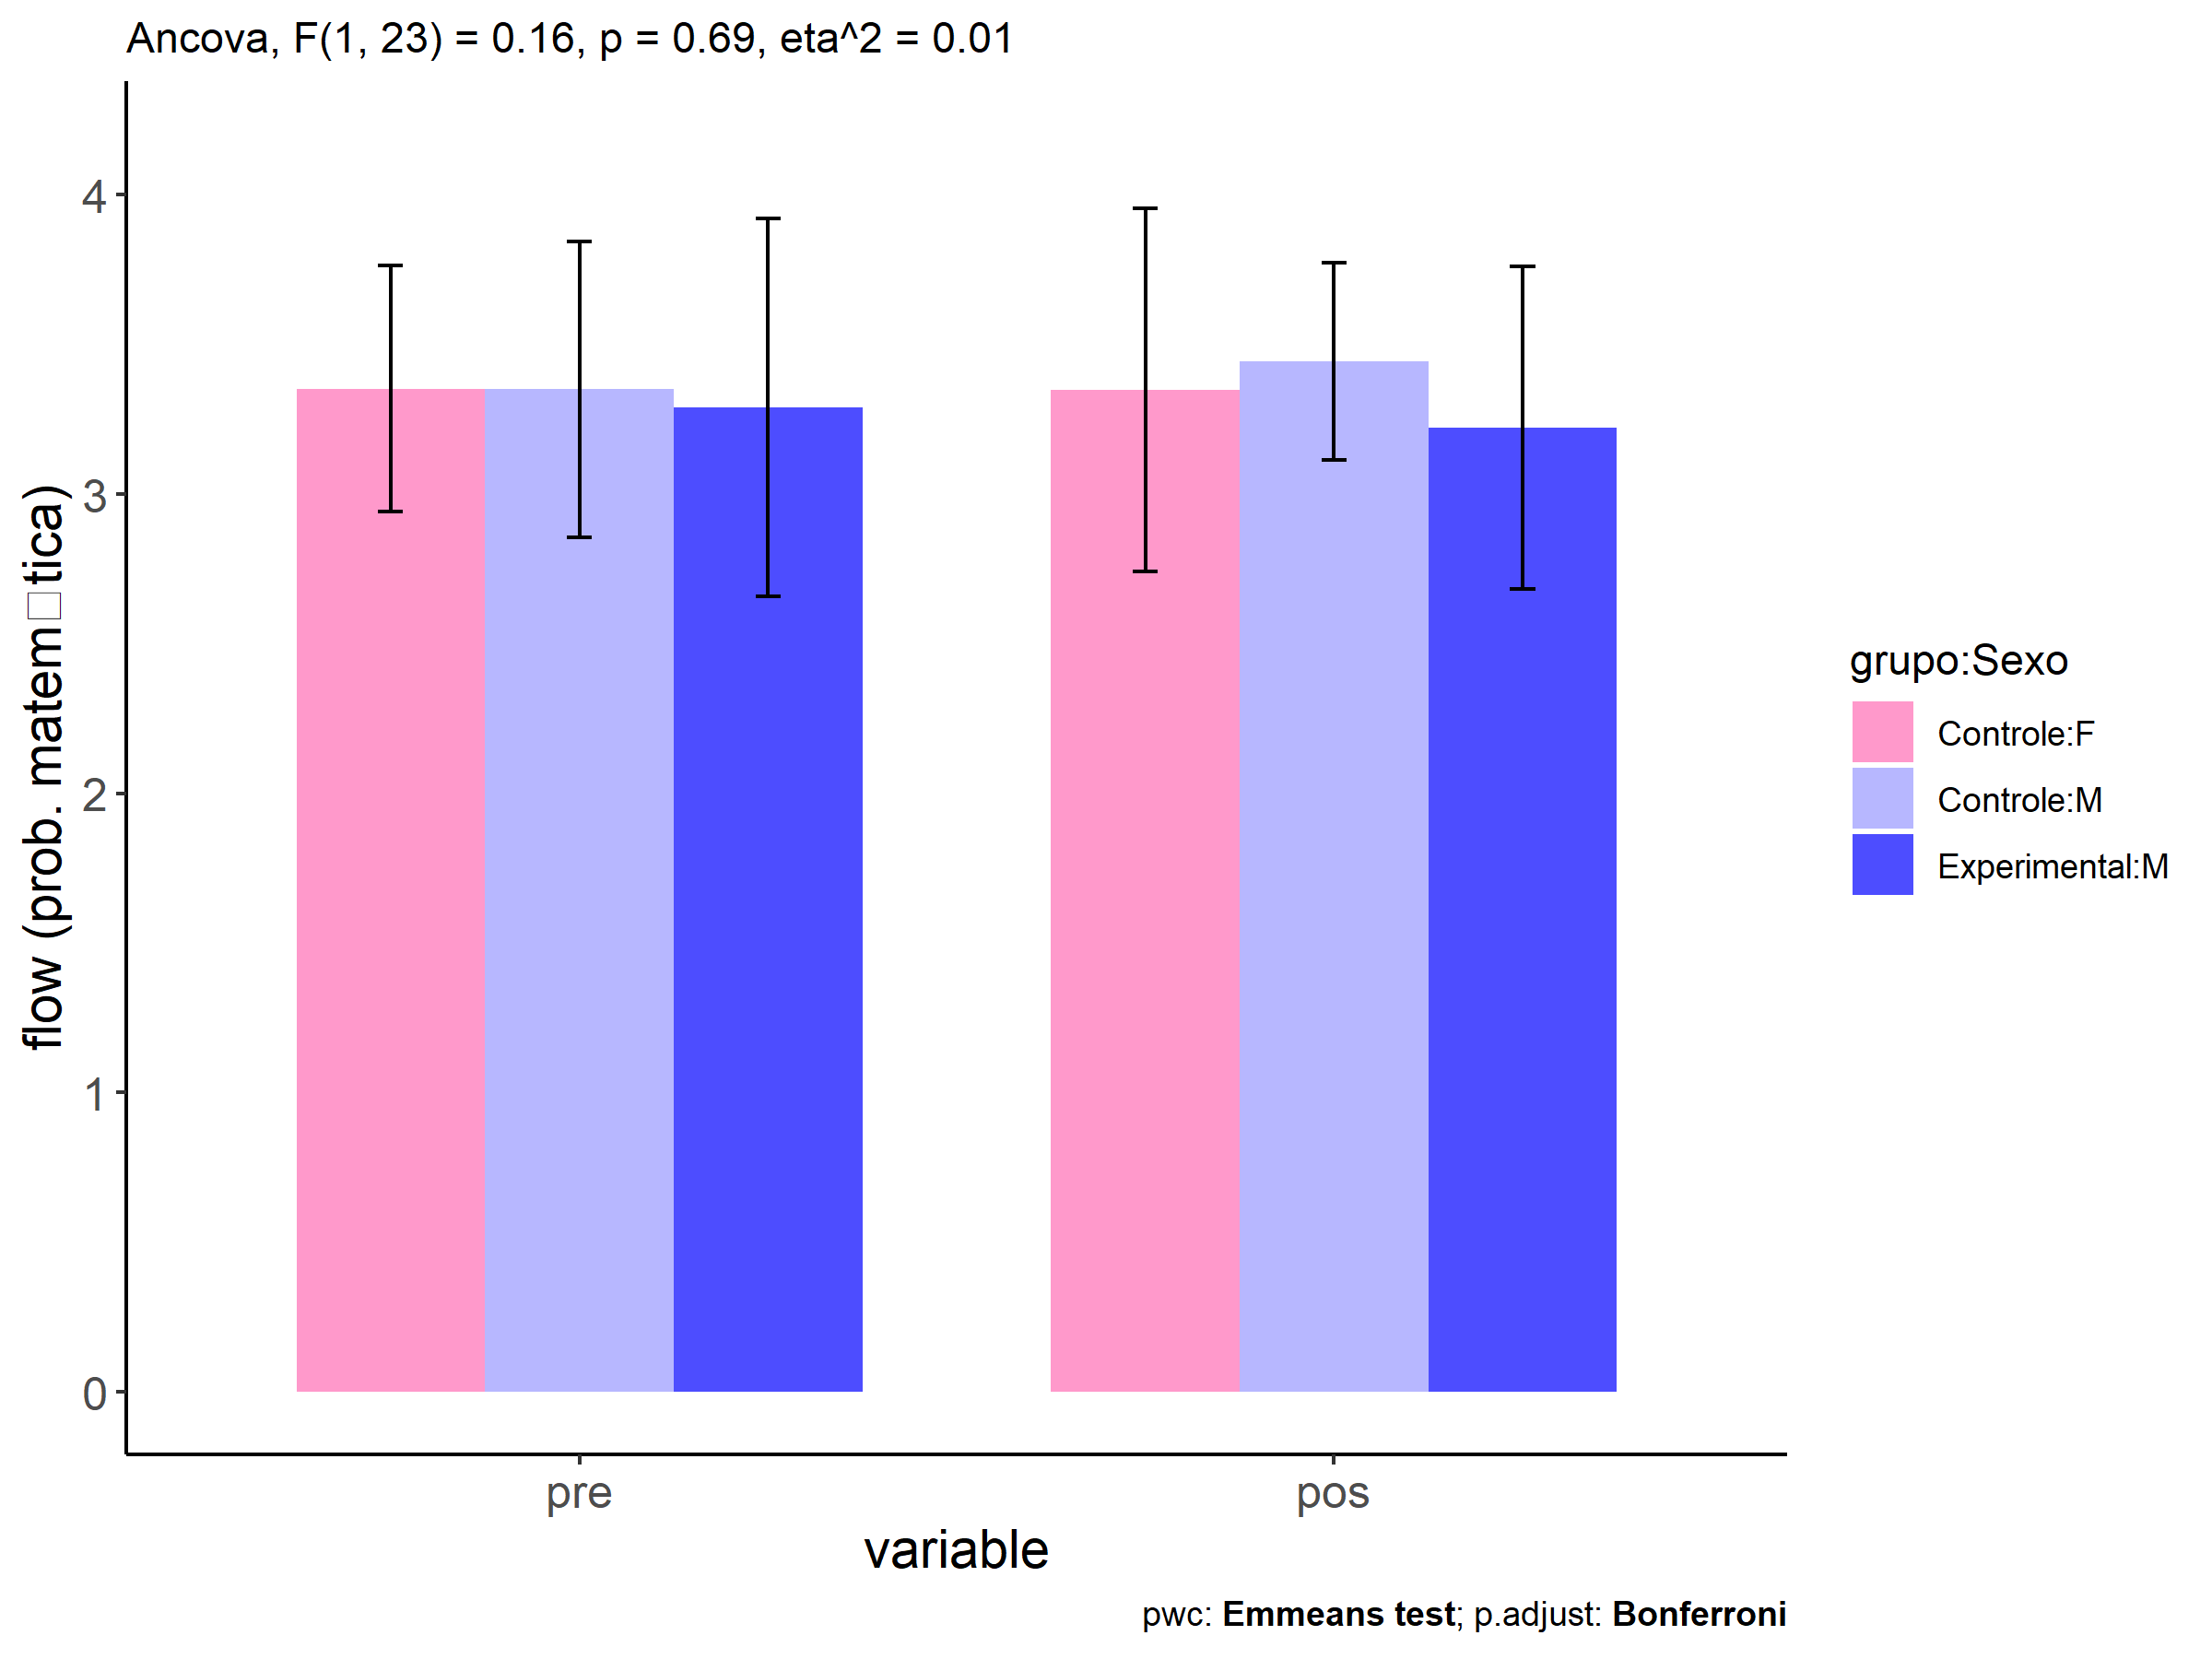 Ancova, F(1, 23) = 0.16, p = 0.69, eta^2 = 0.01
flow (prob. matem□tica)
4
3
2
1
0
pre
pos
variable
grupo:Sexo
Controle:F
Controle:M
Experimental:M
pwc: Emmeans test; p.adjust: Bonferroni